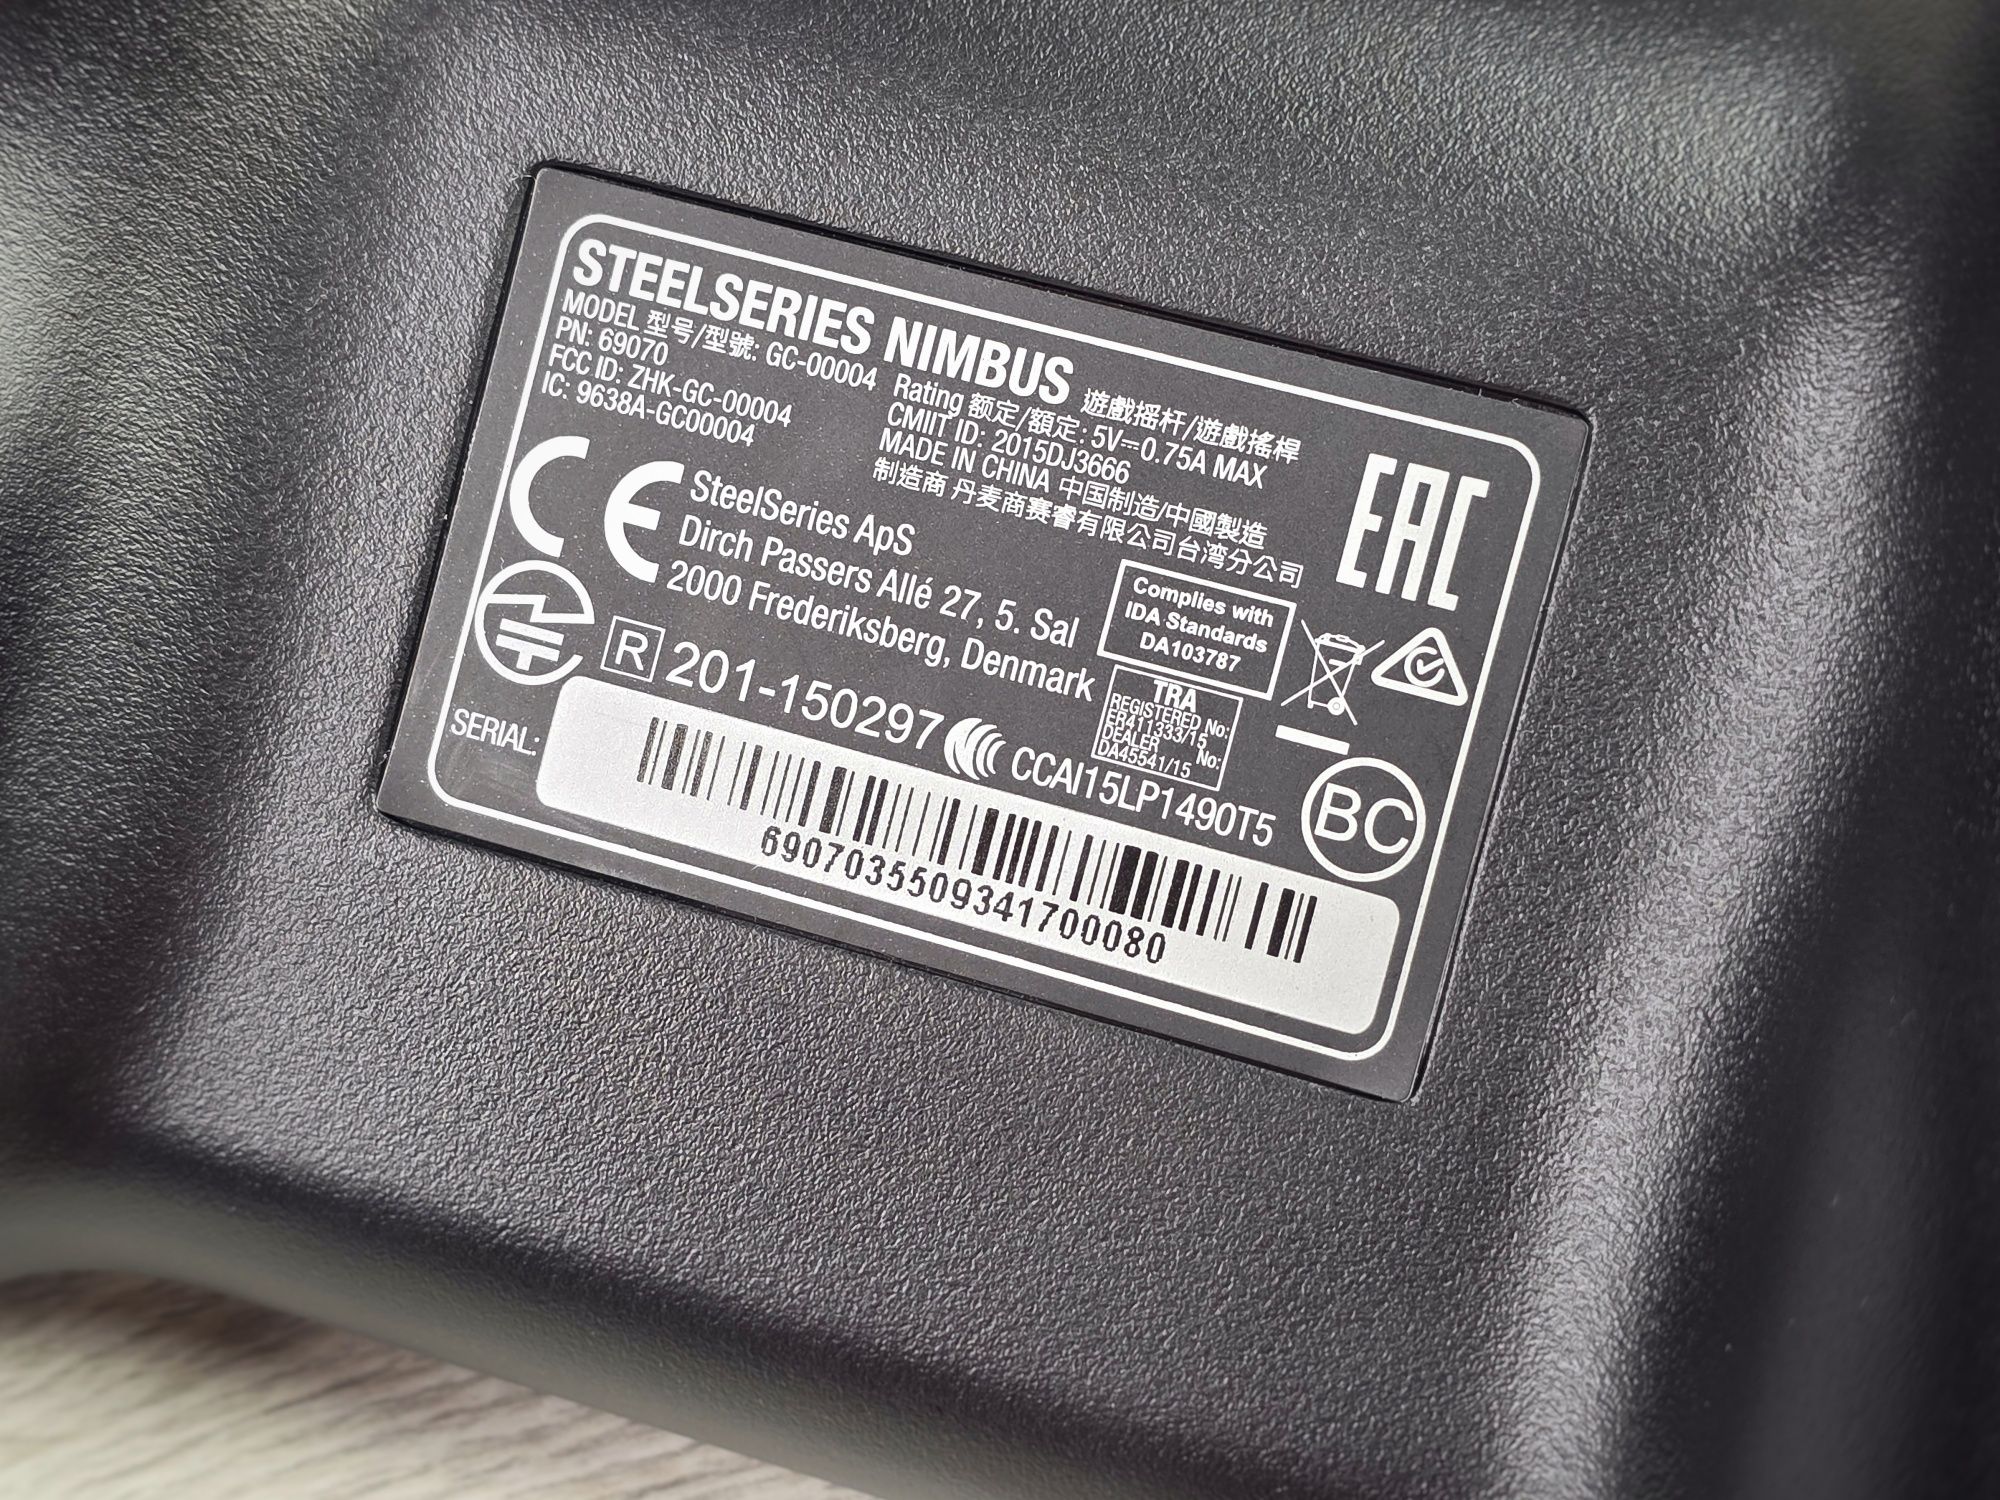 STEELSERIES NIMBUS 遊戲摇杆/遊戲搖桿
MODEL 型号/型號: GC-00004
PN: 69070
FCC ID: ZHK-GC-00004
IC: 9638A-GC00004
Rating 额定/額定: 5V⎓0.75A MAX
CMIIT ID: 2015DJ3666
MADE IN CHINA 中国制造/中國製造
制造商 丹麦商赛睿有限公司台湾分公司
CE
SteelSeries ApS
Dirch Passers Allé 27, 5. Sal
2000 Frederiksberg, Denmark
EAC
Complies with
IDA Standards
DA103787
R 201-150297
TRA
REGISTERED No:
ER411333/15
DEALER No:
DA45541/15
CCAI15LP1490T5
BC
SERIAL:
6907035509341700080